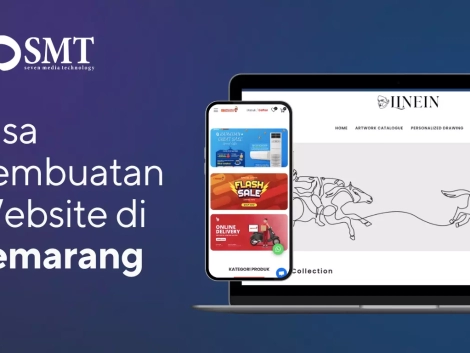 SMT
seven media technology
asa
embuatan
Website di
emarang
FLASH
SALE
ONLINE
DELIVERY
KATEGORI PRODUK
LINEIN
HOME
ARTWORK CATALOGUE
PERSONALIZED DRAWING
Collection